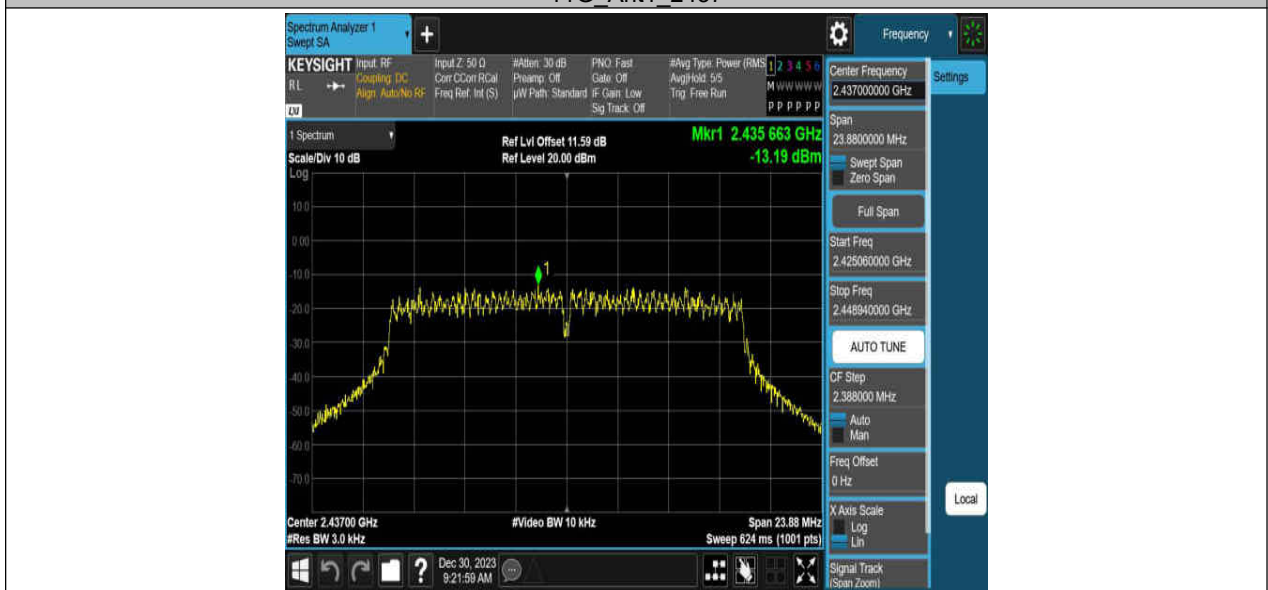 Spectrum Analyzer 1
Swept SA
+
Frequency
KEYSIGHT
RL
LXI
Input: RF
Coupling: DC
Align: Auto/No RF
Input Z: 50 Ω
Corr CCorr RCal
Freq Ref: Int (S)
#Atten: 30 dB
Preamp: Off
µW Path: Standard
PNO: Fast
Gate: Off
IF Gain: Low
Sig Track: Off
#Avg Type: Power (RMS
Avg|Hold: 5/5
Trig: Free Run
1 2 3 4 5 6
M W W W W W
P P P P P P
Center Frequency
2.437000000 GHz
Settings
1 Spectrum
Scale/Div 10 dB
Ref Lvl Offset 11.59 dB
Ref Level 20.00 dBm
Mkr1 2.435 663 GHz
-13.19 dBm
Span
23.8800000 MHz
Swept Span
Zero Span
Full Span
Start Freq
2.425060000 GHz
Stop Freq
2.448940000 GHz
AUTO TUNE
CF Step
2.388000 MHz
Auto
Man
Freq Offset
0 Hz
X Axis Scale
Log
Lin
Signal Track
(Span Zoom)
Local
Log
10.0
0.00
-10.0
-20.0
-30.0
-40.0
-50.0
-60.0
-70.0
1
Center 2.43700 GHz
#Res BW 3.0 kHz
#Video BW 10 kHz
Span 23.88 MHz
Sweep 624 ms (1001 pts)
?
Dec 30, 2023
9:21:59 AM